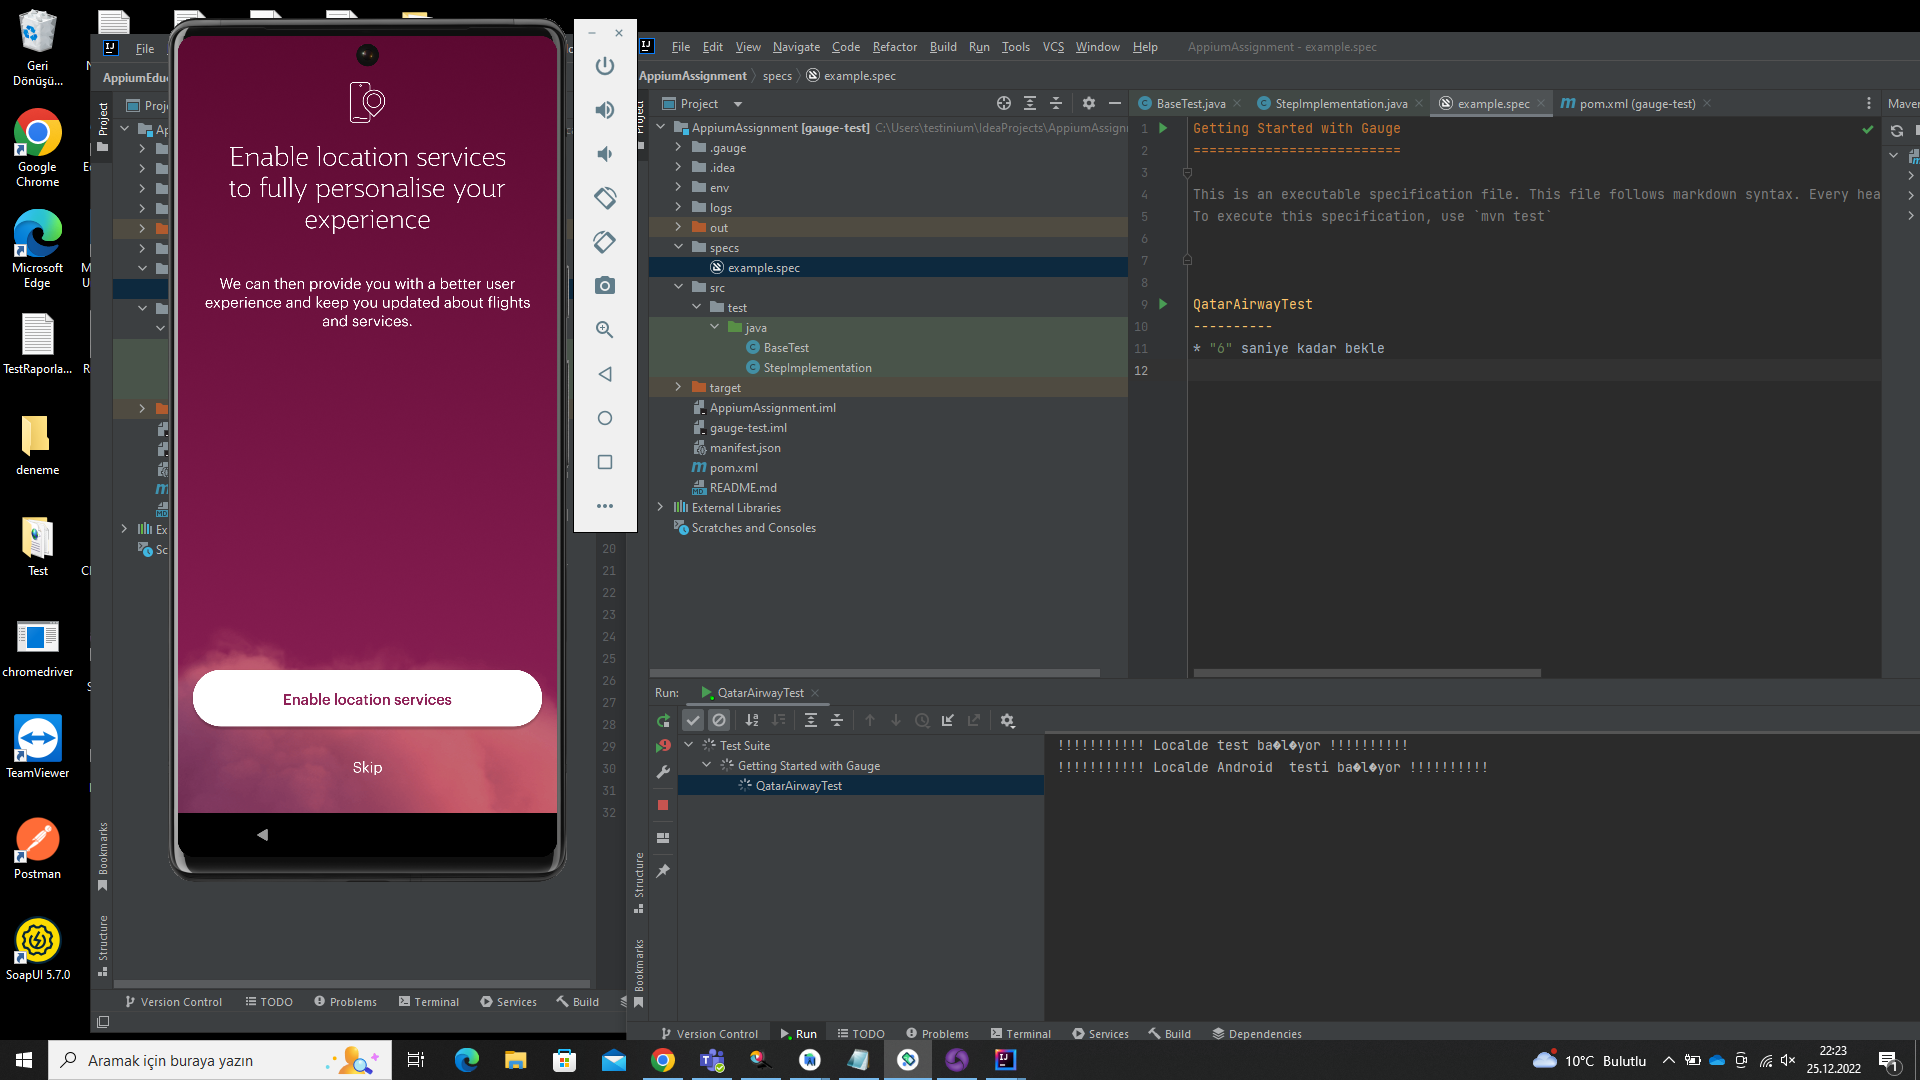 Geri
Dönüşü...
Google
Chrome
Microsoft
Edge
TestRaporla...
deneme
Test
chromedriver
TeamViewer
Postman
SoapUI 5.7.0
File
AppiumEduc
Project
Bookmarks
Structure
20
21
22
23
24
25
26
27
28
29
30
31
32
Version Control
TODO
Problems
Terminal
Services
Build
Enable location services
to fully personalise your
experience
We can then provide you with a better user
experience and keep you updated about flights
and services.
Enable location services
Skip
File Edit View Navigate Code Refactor Build Run Tools VCS Window Help AppiumAssignment - example.spec
AppiumAssignment specs example.spec
Project
AppiumAssignment [gauge-test] C:\Users\testinium\IdeaProjects\AppiumAssignm
.gauge
.idea
env
logs
out
specs
example.spec
src
test
java
BaseTest
StepImplementation
target
AppiumAssignment.iml
gauge-test.iml
manifest.json
pom.xml
README.md
External Libraries
Scratches and Consoles
BaseTest.java StepImplementation.java example.spec pom.xml (gauge-test) Maven
1 Getting Started with Gauge
2 ==========================
3
4 This is an executable specification file. This file follows markdown syntax. Every hea
5 To execute this specification, use `mvn test`
6
7
8
9 QatarAirwayTest
10 ----------
11 * "6" saniye kadar bekle
12
Run: QatarAirwayTest
Test Suite
Getting Started with Gauge
QatarAirwayTest
!!!!!!!!!!! Localde test ba�l�yor !!!!!!!!!!
!!!!!!!!!!! Localde Android  testi ba�l�yor !!!!!!!!!!
Structure
Bookmarks
Version Control Run TODO Problems Terminal Services Build Dependencies
Aramak için buraya yazın
10°C Bulutlu
22:23
25.12.2022
1